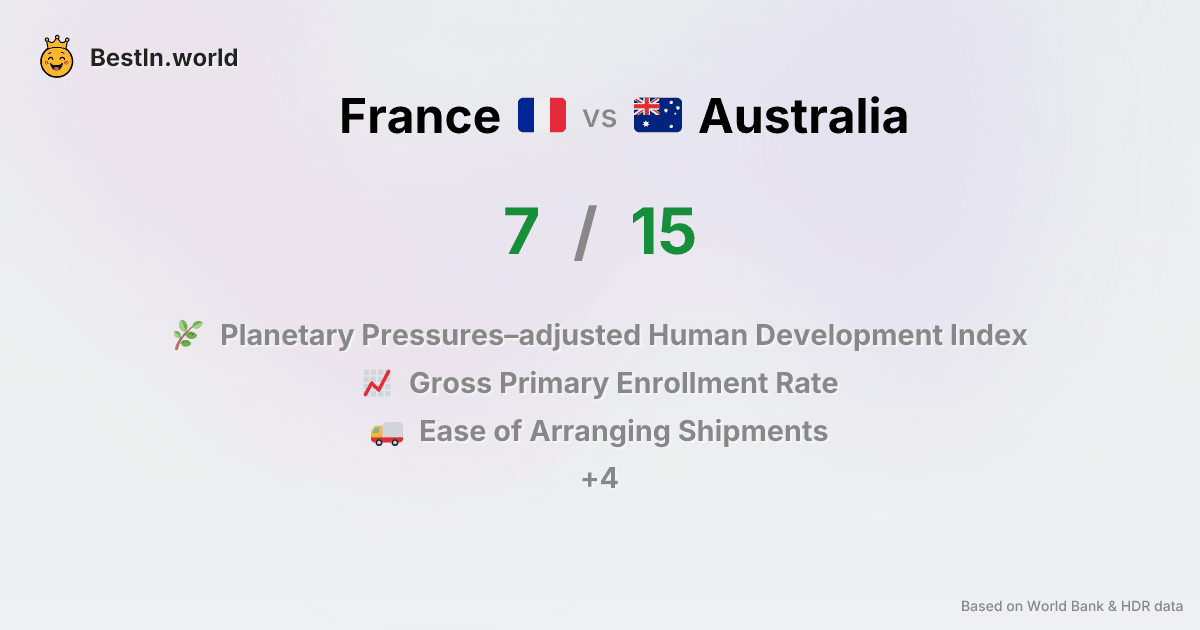 BestIn.world
France vs Australia
7 / 15
Planetary Pressures–adjusted Human Development Index
Gross Primary Enrollment Rate
Ease of Arranging Shipments
+4
Based on World Bank & HDR data